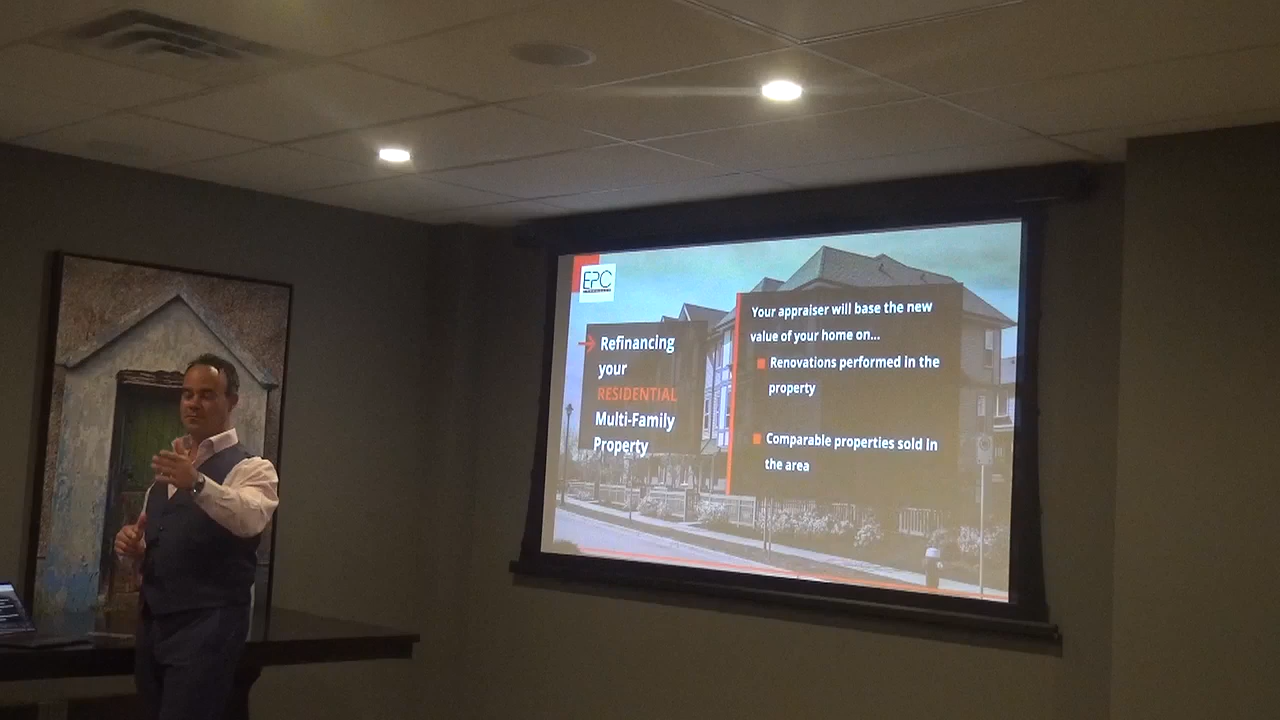 EPC
Refinancing
your
RESIDENTIAL
Multi-Family
Property
Your appraiser will base the new
value of your home on...
Renovations performed in the
property
Comparable properties sold in
the area